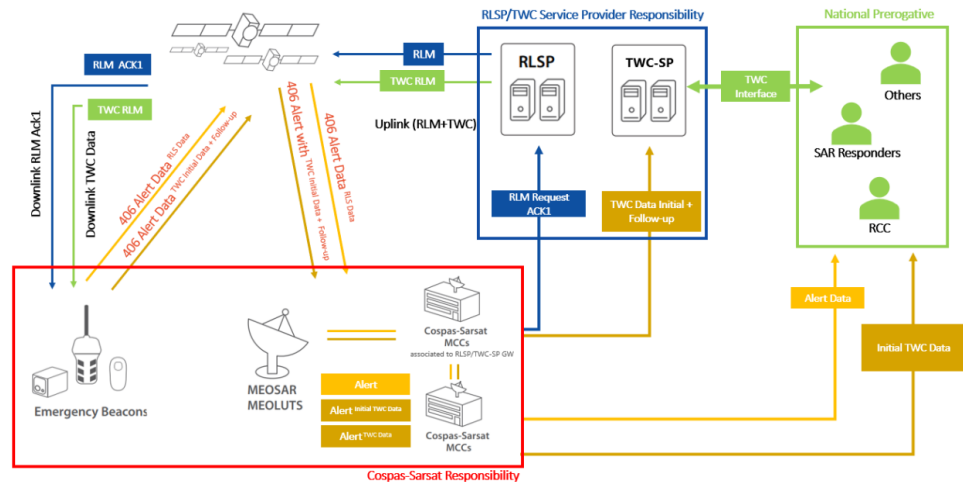 RLSP/TWC Service Provider Responsibility
National Prerogative
RLM ACK1
TWC RLM
Downlink RLM Ack1
Downlink TWC Data
406 Alert Data RLS Data
406 Alert Data TWC Initial Data + Follow-up
406 Alert with TWC Initial Data + Follow-up
406 Alert Data RLS Data
RLM
TWC RLM
Uplink (RLM+TWC)
RLSP
TWC-SP
TWC
Interface
Others
SAR Responders
RCC
RLM Request
ACK1
TWC Data Initial +
Follow-up
Alert Data
Initial TWC Data
Emergency Beacons
MEOSAR
MEOLUTS
Cospas-Sarsat
MCCs
associated to RLSP/TWC-SP GW
Alert
Alert Initial TWC Data
Alert TWC Data
Cospas-Sarsat
MCCs
Cospas-Sarsat Responsibility